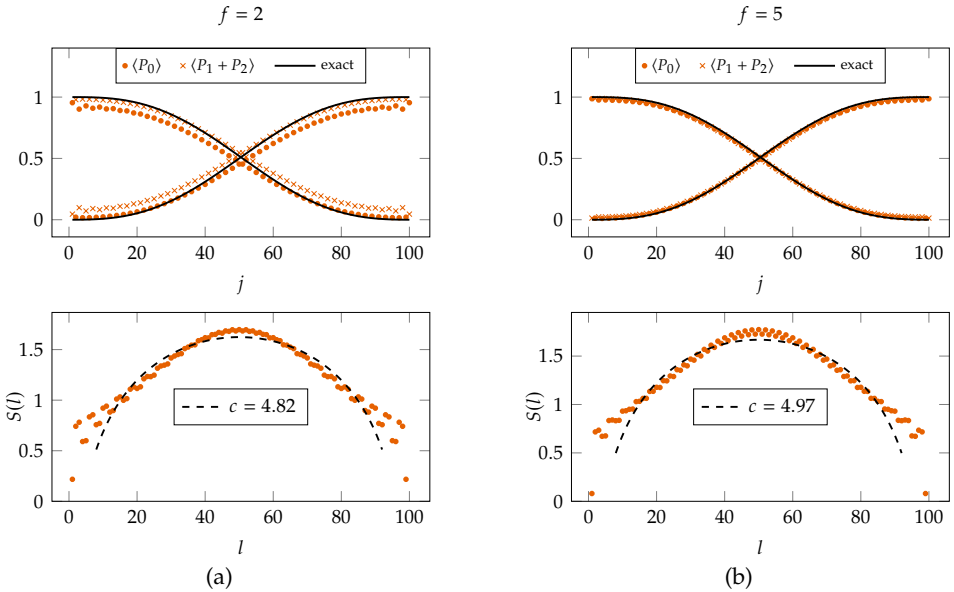 f = 2
⟨P₀⟩ ⟨P₁ + P₂⟩ exact
1
0.5
0
0 20 40 60 80 100
j
1.5
1
0.5
0
S(l)
c = 4.82
0 20 40 60 80 100
l
(a)
f = 5
⟨P₀⟩ ⟨P₁ + P₂⟩ exact
1
0.5
0
0 20 40 60 80 100
j
1.5
1
0.5
0
S(l)
c = 4.97
0 20 40 60 80 100
l
(b)